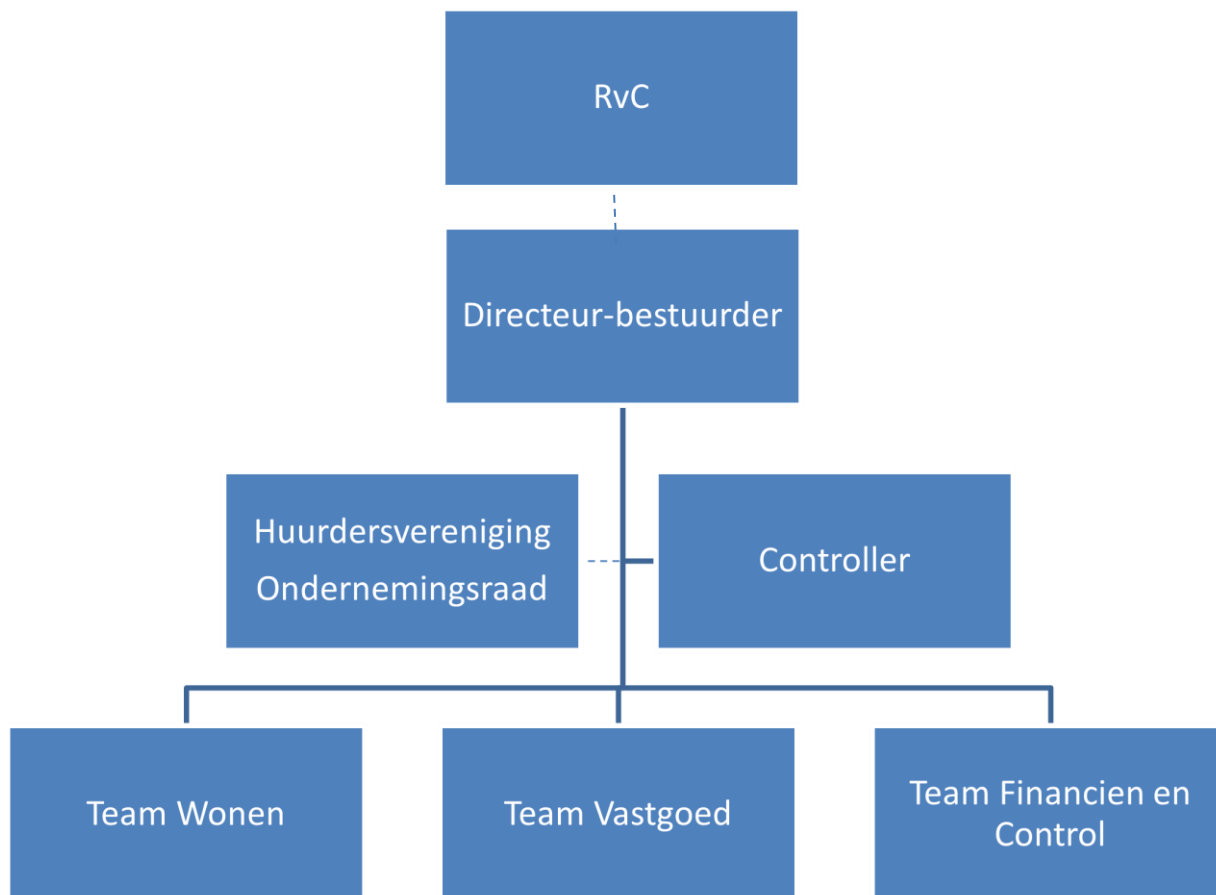 RvC
Directeur-bestuurder
Huurdersvereniging
Ondernemingsraad
Controller
Team Wonen
Team Vastgoed
Team Financien en
Control